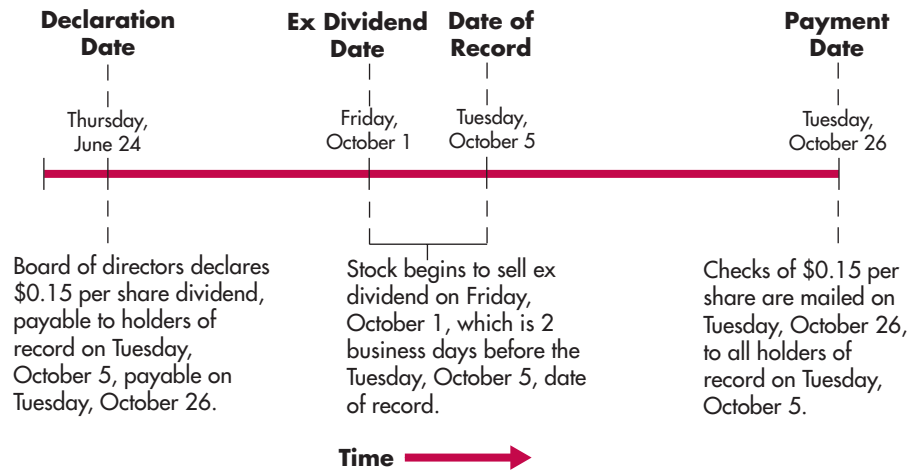 Declaration
Date
Ex Dividend
Date
Date of
Record
Payment
Date
Thursday,
June 24
Friday,
October 1
Tuesday,
October 5
Tuesday,
October 26
Board of directors declares
$0.15 per share dividend,
payable to holders of
record on Tuesday,
October 5, payable on
Tuesday, October 26.
Stock begins to sell ex
dividend on Friday,
October 1, which is 2
business days before the
Tuesday, October 5, date
of record.
Checks of $0.15 per
share are mailed on
Tuesday, October 26,
to all holders of
record on Tuesday,
October 5.
Time